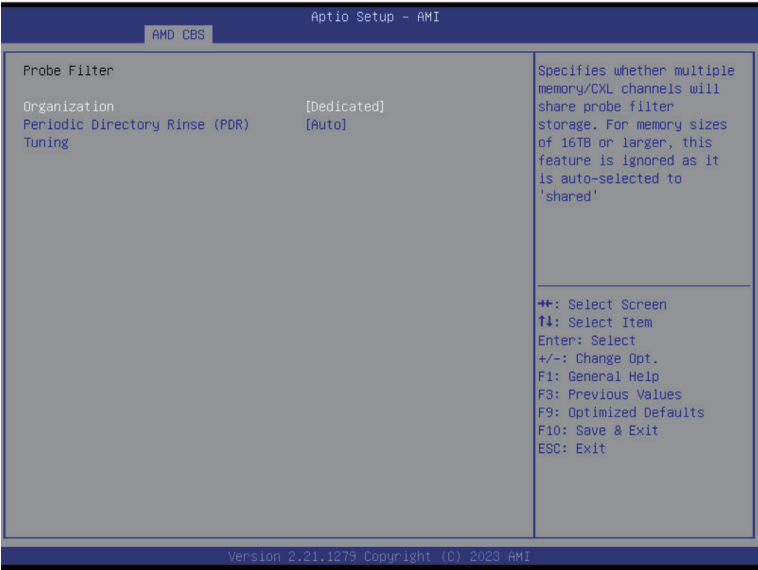 Aptio Setup – AMI
AMD CBS
Probe Filter
Organization [Dedicated]
Periodic Directory Rinse (PDR) [Auto]
Tuning
Specifies whether multiple
memory/CXL channels will
share probe filter
storage. For memory sizes
of 16TB or larger, this
feature is ignored as it
is auto-selected to
'shared'
→←: Select Screen
↑↓: Select Item
Enter: Select
+/-: Change Opt.
F1: General Help
F3: Previous Values
F9: Optimized Defaults
F10: Save & Exit
ESC: Exit
Version 2.21.1279 Copyright (C) 2023 AMI